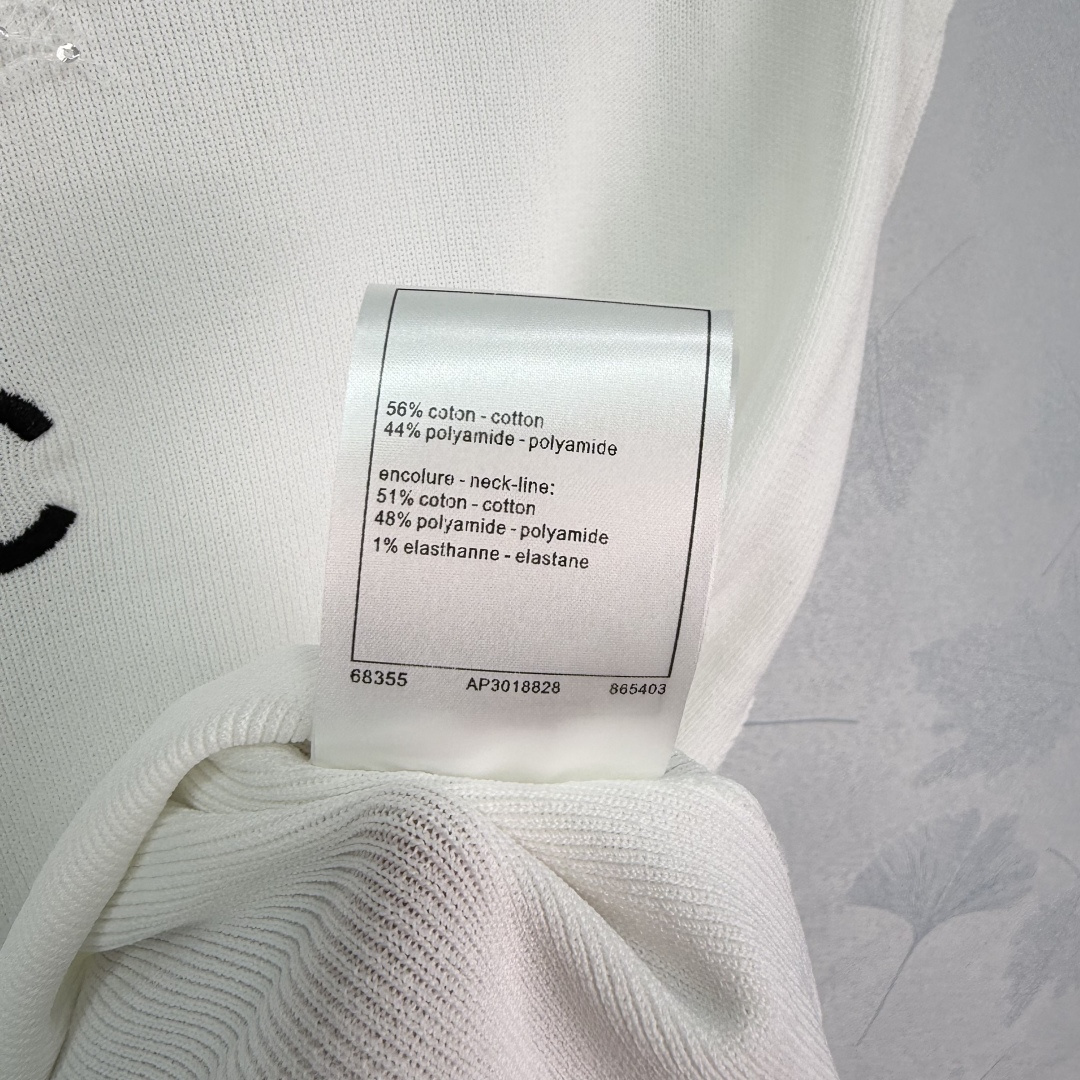 56% coton - cotton
44% polyamide - polyamide
encolure - neck-line:
51% coton - cotton
48% polyamide - polyamide
1% elasthanne - elastane
68355 AP3018828 865403